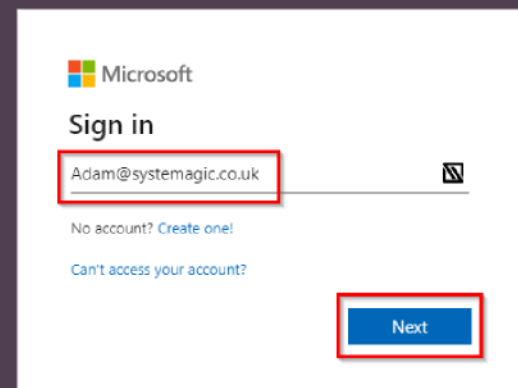 Microsoft
Sign in
Adam@systemagic.co.uk
No account? Create one!
Can't access your account?
Next